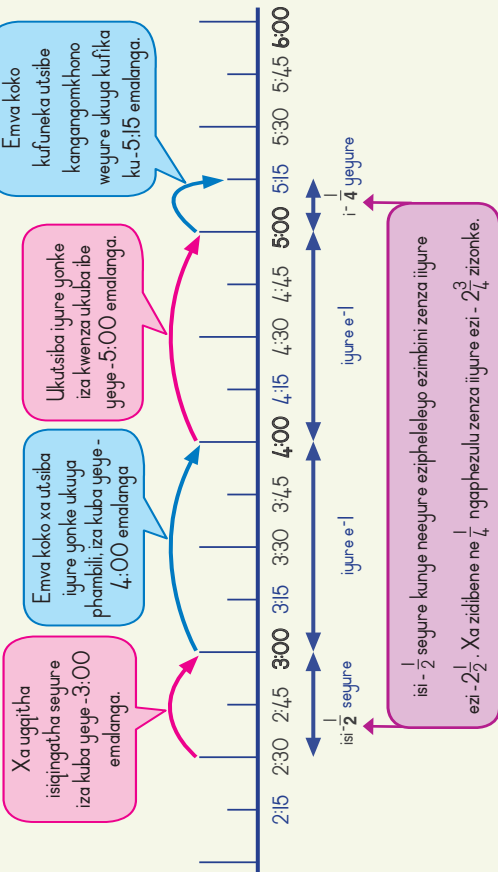 Xa ugqitha
isiqingatha seyure
iza kuba yeye-3:00
emalanga.
Emva koko xa utsiba
iyure yonke ukuya
phambili, iza kuba yeye-
4:00 emalanga
Ukutsiba iyure yonke
iza kwenza ukuba ibe
yeye-5:00 emalanga.
Emva koko
kufuneka utsibe
kangangomkhono
weyure ukuya kufika
ku-5:15 emalanga.
2:15 2:30 2:45 3:00 3:15 3:30 3:45 4:00 4:15 4:30 4:45 5:00 5:15 5:30 5:45 6:00
isi-1/2 seyure
iyure e-1
iyure e-1
i-1/4 yeyure
isi-1/2 seyure kunye neeyure ezipheleleyo ezimbini zenza iiyure
ezi-2 1/2. Xa zidibene ne 1/4 ngaphezulu zenza iiyure ezi-2 3/4 zizonke.